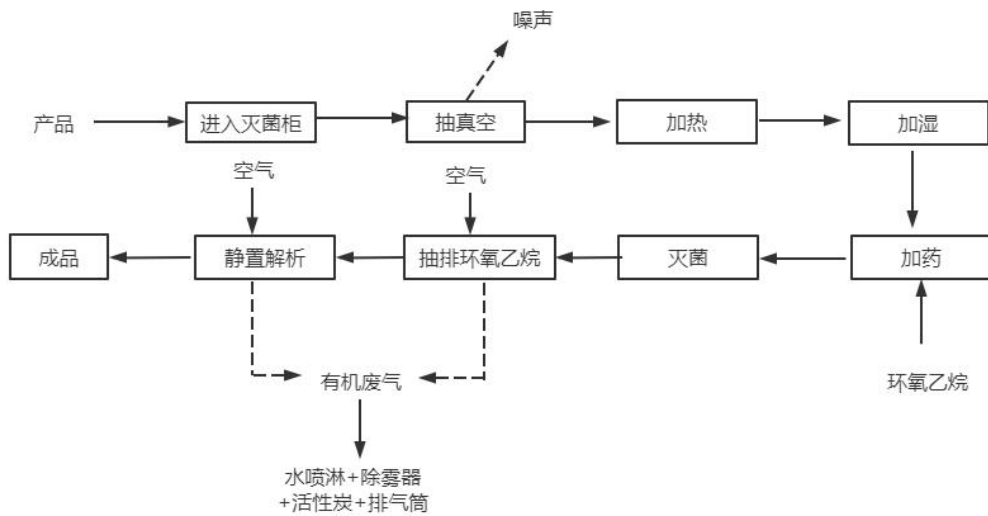 噪声
产品
进入灭菌柜
抽真空
加热
加湿
空气
空气
成品
静置解析
抽排环氧乙烷
灭菌
加药
有机废气
环氧乙烷
水喷淋+除雾器
+活性炭+排气筒